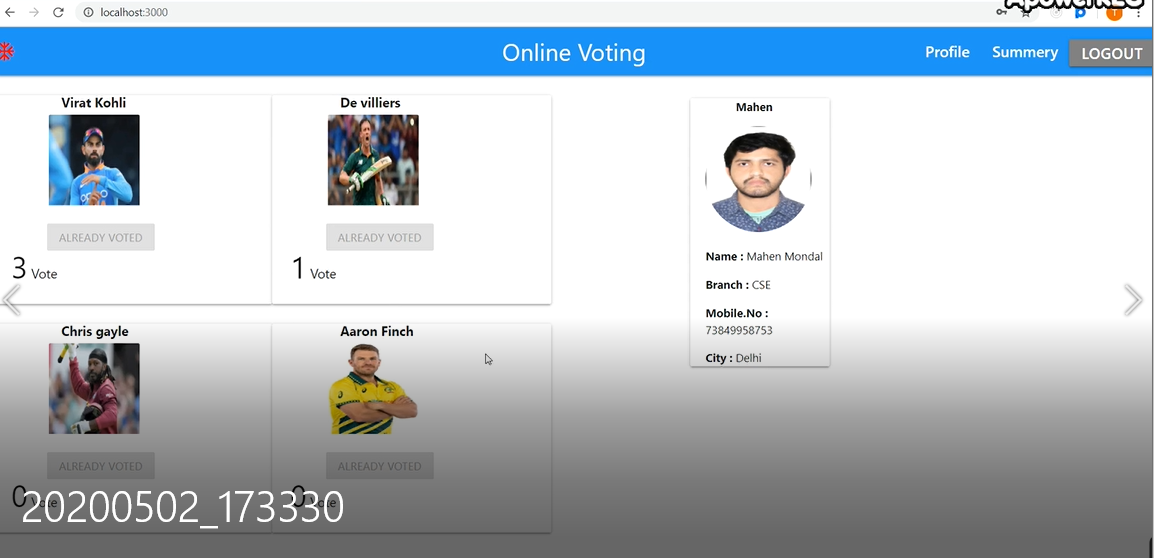 localhost:3000
Online Voting
Profile
Summery
LOGOUT
Virat Kohli
ALREADY VOTED
3 Vote
De villiers
ALREADY VOTED
1 Vote
Mahen
Name : Mahen Mondal
Branch : CSE
Mobile.No :
73849958753
City : Delhi
Chris gayle
ALREADY VOTED
0 Vote
Aaron Finch
ALREADY VOTED
0 Vote
20200502_173330